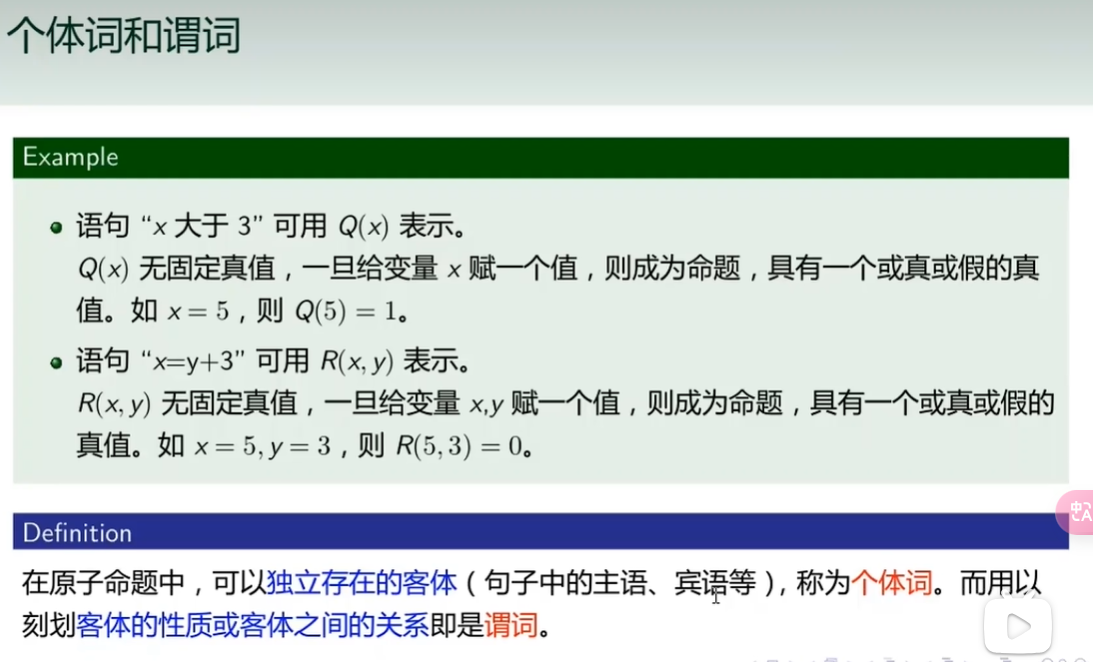 个体词和谓词
Example
语句 “x 大于 3” 可用 Q(x) 表示。
Q(x) 无固定真值，一旦给变量 x 赋一个值，则成为命题，具有一个或真或假的真
值。如 x = 5，则 Q(5) = 1。
语句 “x=y+3” 可用 R(x, y) 表示。
R(x, y) 无固定真值，一旦给变量 x,y 赋一个值，则成为命题，具有一个或真或假的
真值。如 x = 5, y = 3，则 R(5, 3) = 0。
Definition
在原子命题中，可以独立存在的客体（句子中的主语、宾语等），称为个体词。而用以
刻划客体的性质或客体之间的关系即是谓词。